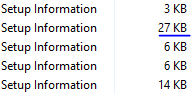 Setup Information 3 KB
Setup Information 27 KB
Setup Information 6 KB
Setup Information 6 KB
Setup Information 14 KB